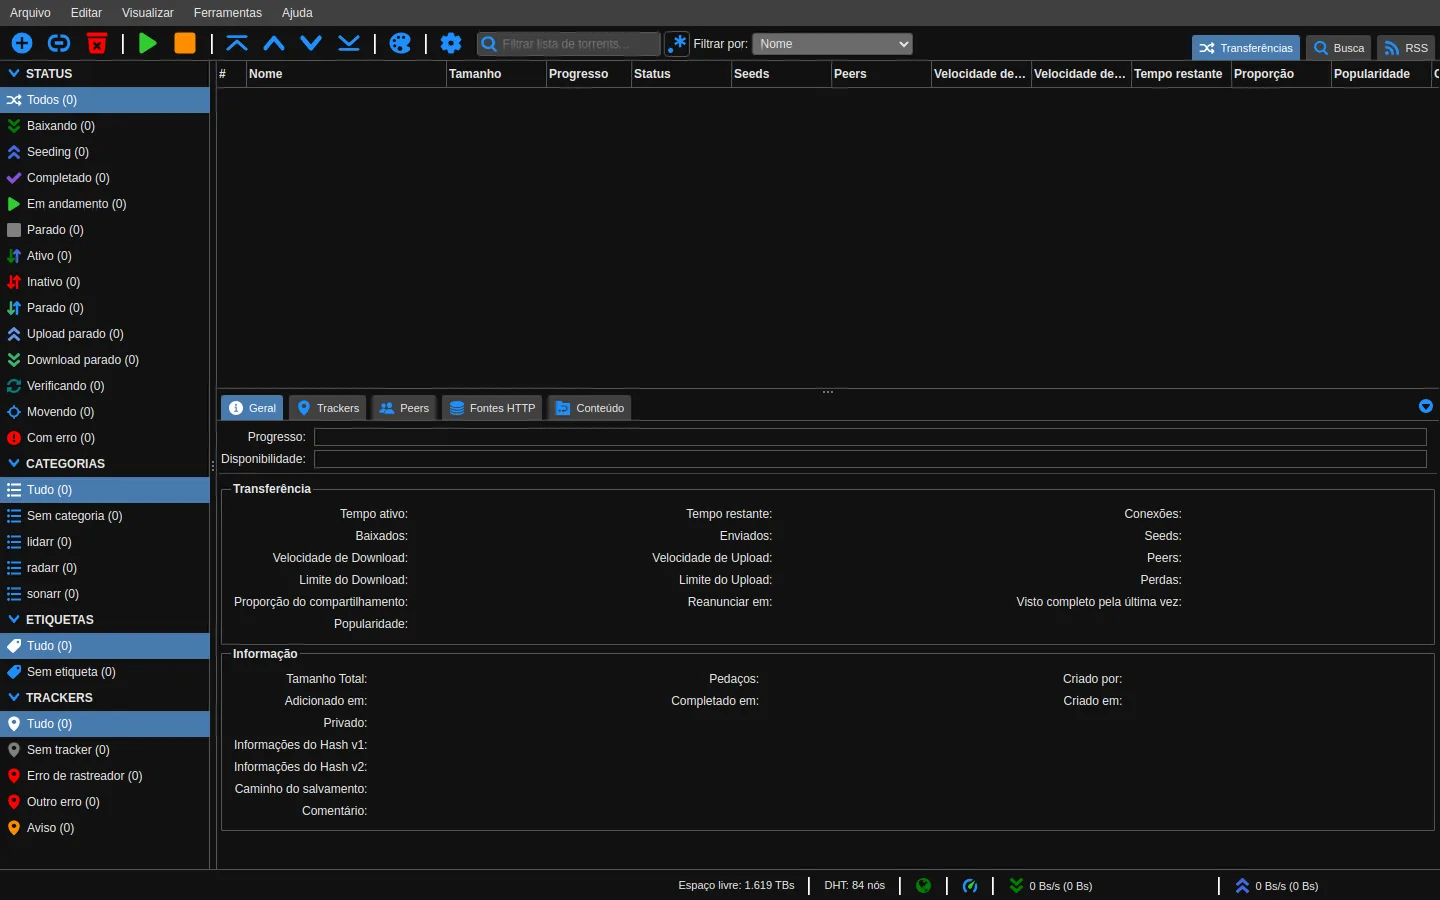 Arquivo Editar Visualizar Ferramentas Ajuda
Filtrar lista de torrents... Filtrar por: Nome Transferências Busca RSS
# Nome Tamanho Progresso Status Seeds Peers Velocidade de... Velocidade de... Tempo restante Proporção Popularidade
STATUS
Todos (0)
Baixando (0)
Seeding (0)
Completado (0)
Em andamento (0)
Parado (0)
Ativo (0)
Inativo (0)
Parado (0)
Upload parado (0)
Download parado (0)
Verificando (0)
Movendo (0)
Com erro (0)
CATEGORIAS
Tudo (0)
Sem categoria (0)
lidarr (0)
radarr (0)
sonarr (0)
ETIQUETAS
Tudo (0)
Sem etiqueta (0)
TRACKERS
Tudo (0)
Sem tracker (0)
Erro de rastreador (0)
Outro erro (0)
Aviso (0)
Geral Trackers Peers Fontes HTTP Conteúdo
Progresso:
Disponibilidade:
Transferência
Tempo ativo: Tempo restante: Conexões:
Baixados: Enviados: Seeds:
Velocidade de Download: Velocidade de Upload: Peers:
Limite do Download: Limite do Upload: Perdas:
Proporção do compartilhamento: Reanunciar em: Visto completo pela última vez:
Popularidade:
Informação
Tamanho Total: Pedaços: Criado por:
Adicionado em: Completado em: Criado em:
Privado:
Informações do Hash v1:
Informações do Hash v2:
Caminho do salvamento:
Comentário:
Espaço livre: 1.619 TBs DHT: 84 nós 0 Bs/s (0 Bs) 0 Bs/s (0 Bs)